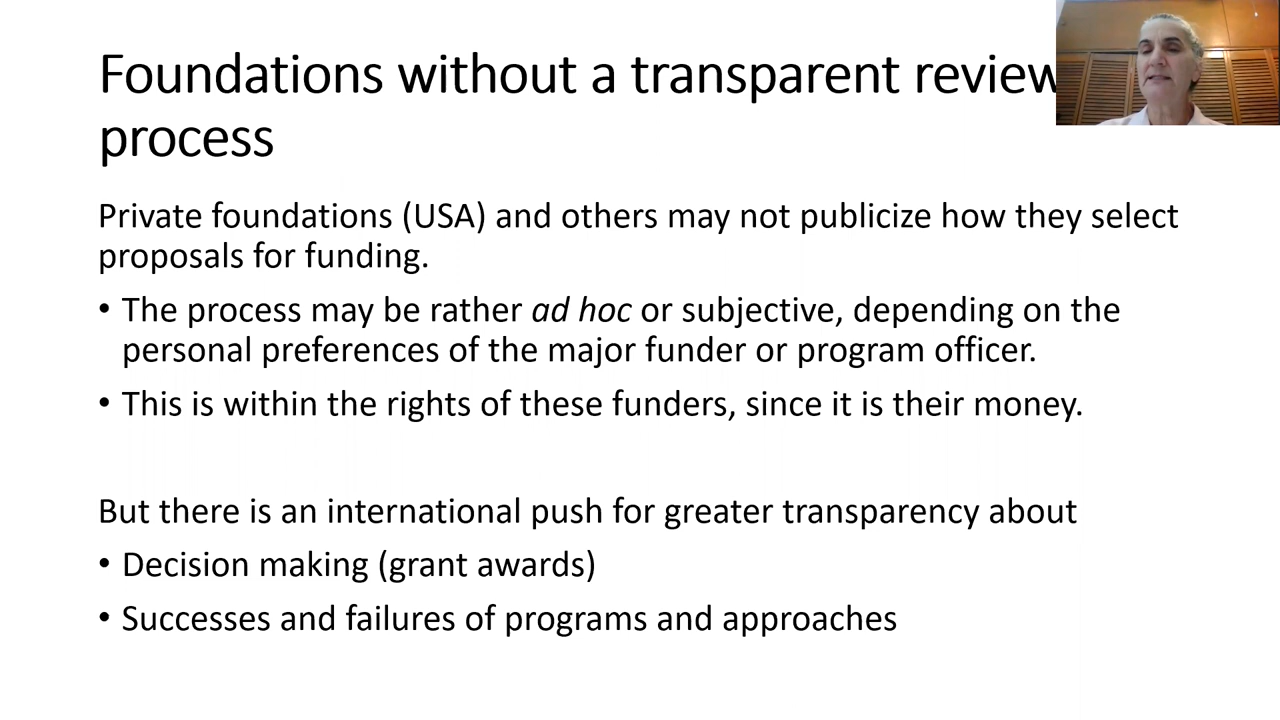 Foundations without a transparent review
process
Private foundations (USA) and others may not publicize how they select
proposals for funding.
• The process may be rather ad hoc or subjective, depending on the
personal preferences of the major funder or program officer.
• This is within the rights of these funders, since it is their money.
But there is an international push for greater transparency about
• Decision making (grant awards)
• Successes and failures of programs and approaches